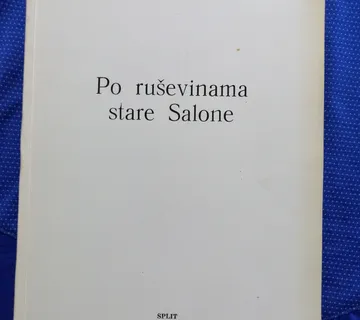 Po ruševinama
stare Salone
SPLIT